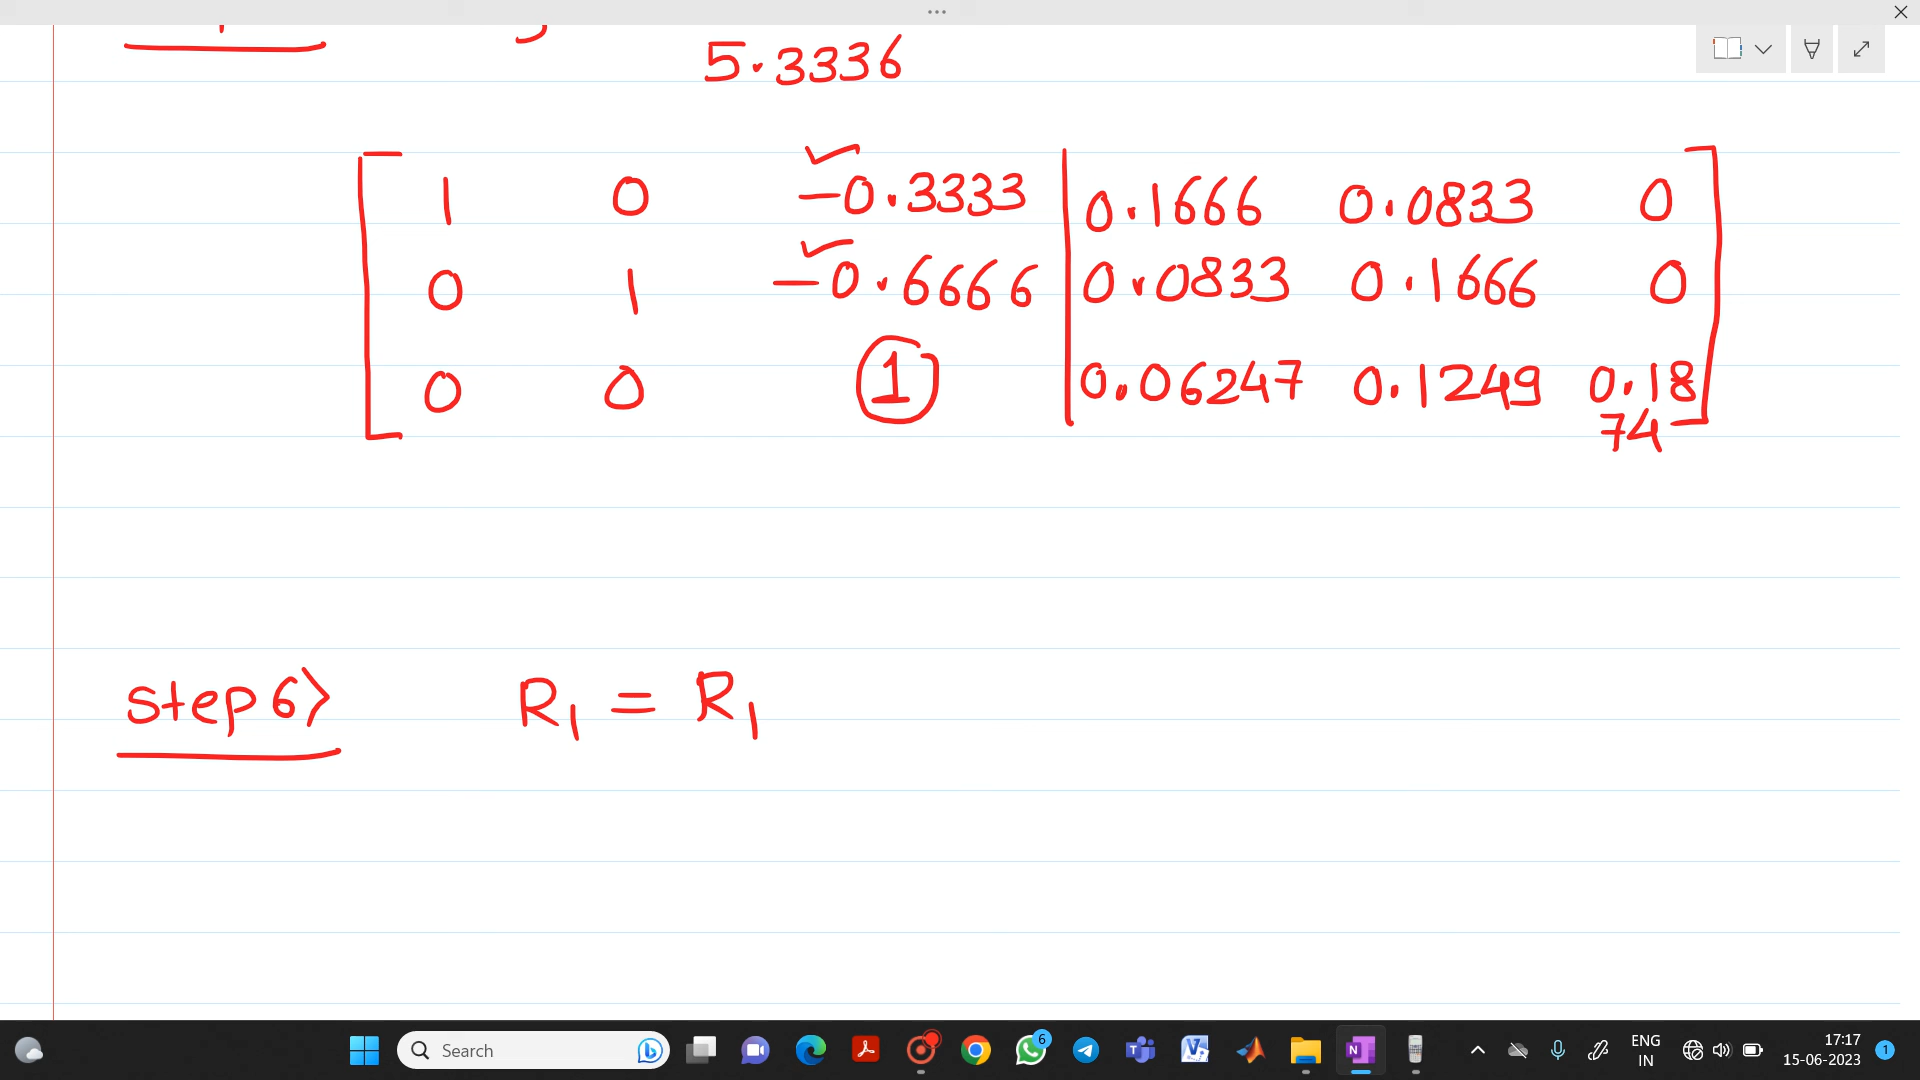 5.3336
1 0 -0.3333 0.1666 0.0833 0
0 1 -0.6666 0.0833 0.1666 0
0 0 1 0.06247 0.1249 0.18
74
step 6> R1 = R1
Search
6
ENG
IN
17:17
15-06-2023
1